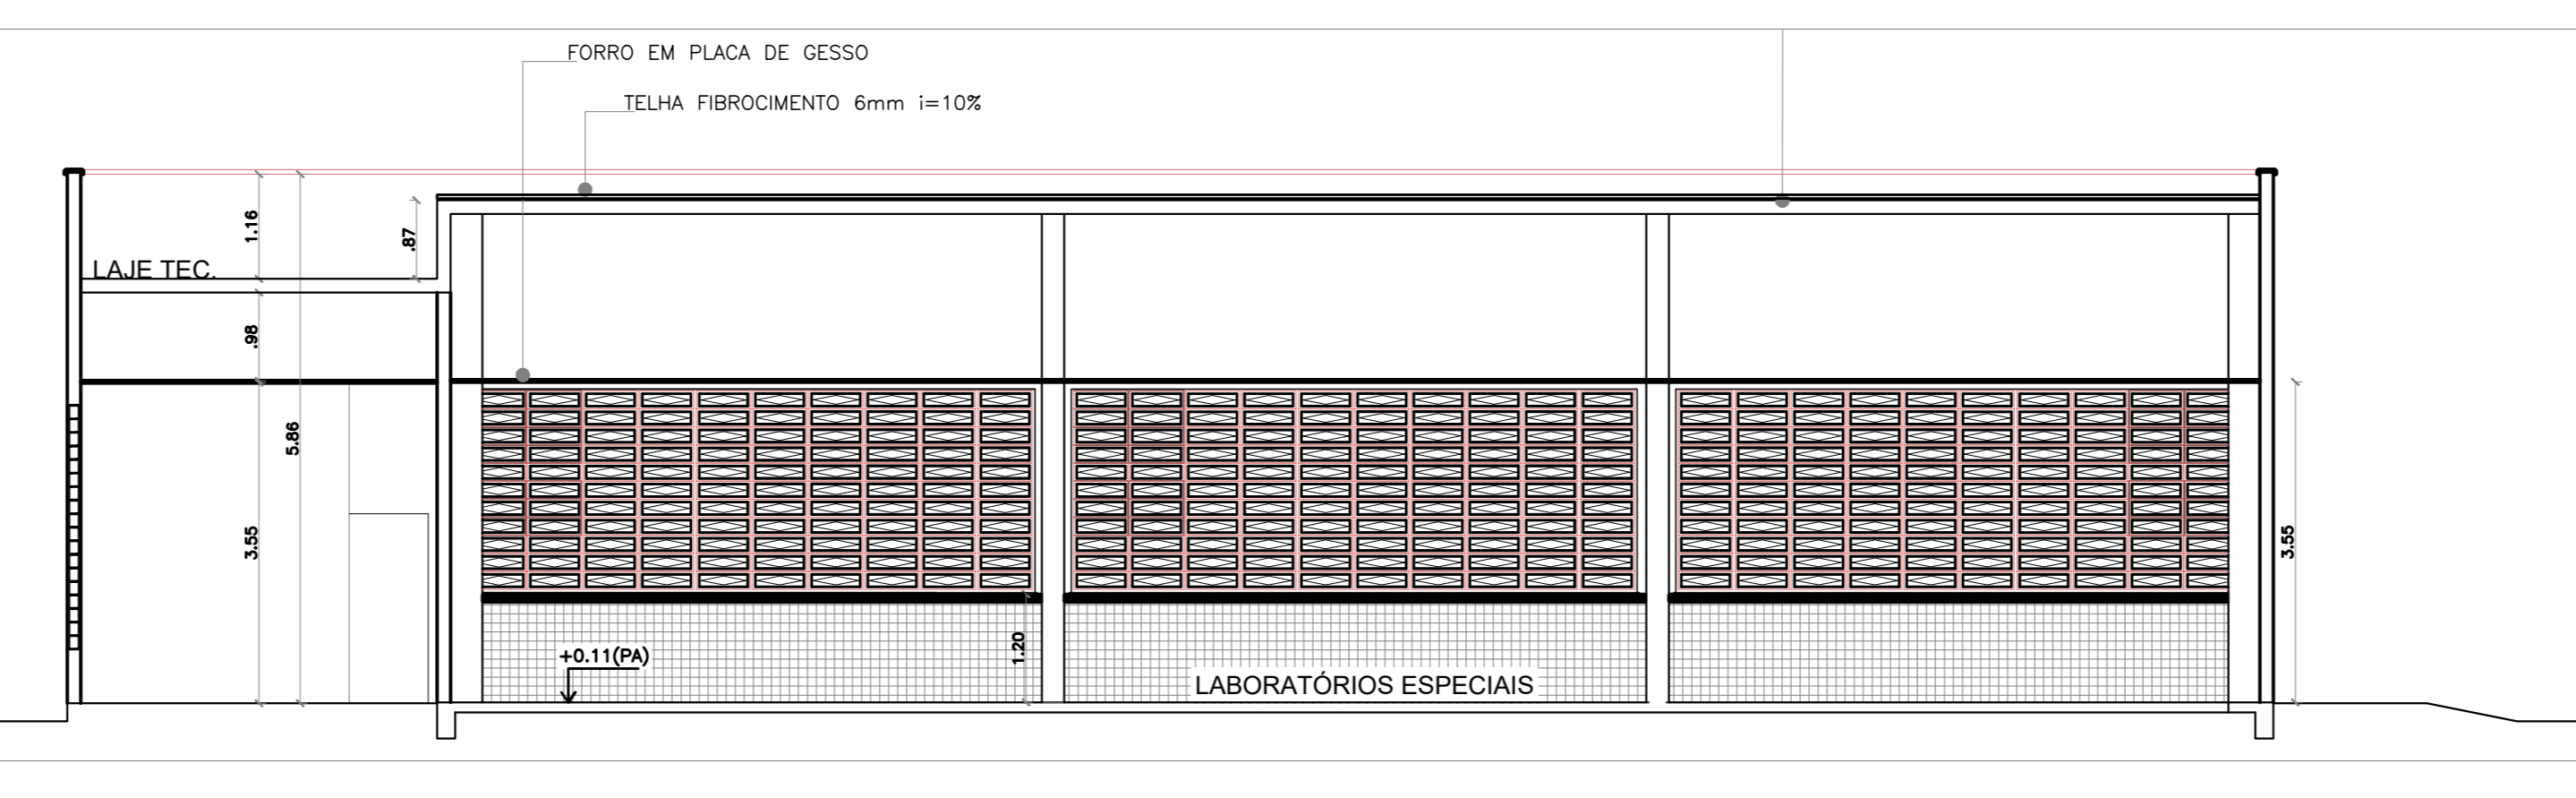 FORRO EM PLACA DE GESSO
TELHA FIBROCIMENTO 6mm i=10%
1.16
.87
LAJE TEC.
.98
5.86
3.55
3.55
1.20
+0.11(PA)
LABORATÓRIOS ESPECIAIS